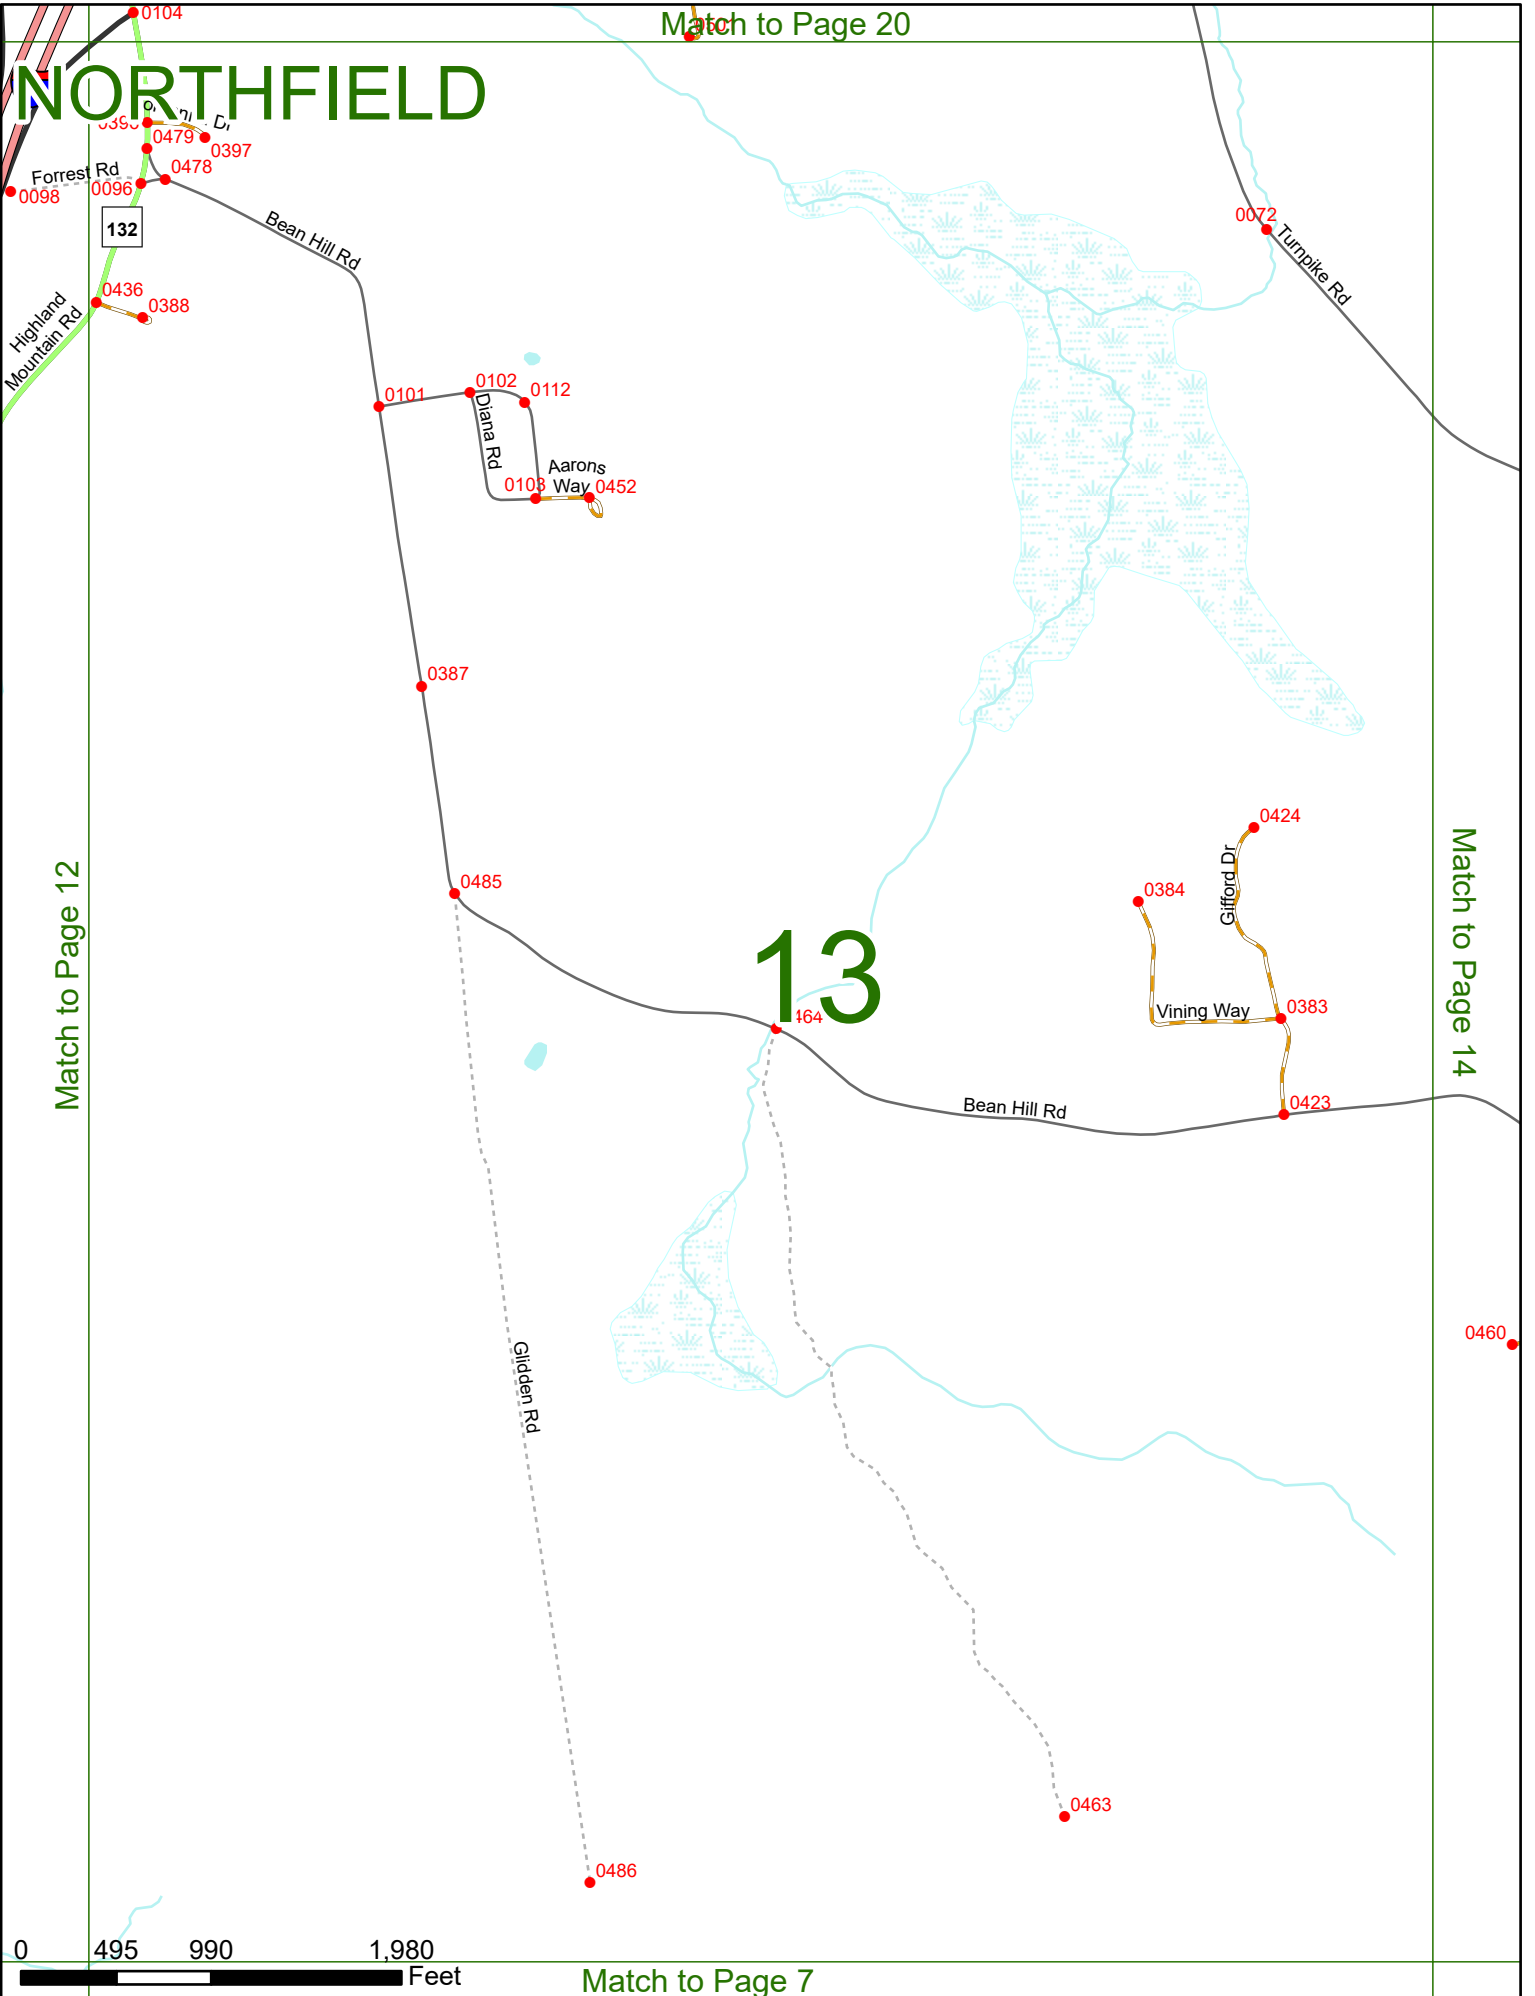 0104
Match to Page 20
NORTHFIELD
0479
0397
Forrest Rd
0096
0478
0098
132
Bean Hill Rd
0072
Turnpike Rd
0436
0388
Highland
Mountain Rd
0101
0102
0112
Diana Rd
Aarons
Way
0103
0452
0387
0424
Gifford Dr
0384
0485
Match to Page 12
Match to Page 14
13
464
Vining Way
0383
Bean Hill Rd
0423
0460
Glidden Rd
0463
0486
0 495 990 1,980
Feet
Match to Page 7